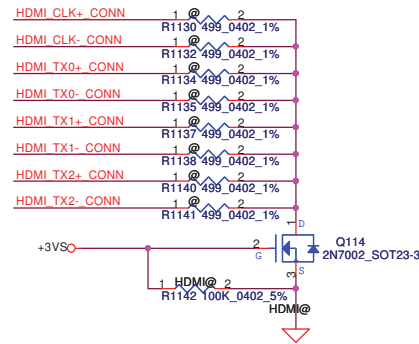 HDMI_CLK+_CONN 1 @ 2
R1130 499_0402_1%
HDMI_CLK-_CONN 1 @ 2
R1132 499_0402_1%
HDMI_TX0+_CONN 1 @ 2
R1134 499_0402_1%
HDMI_TX0-_CONN 1 @ 2
R1135 499_0402_1%
HDMI_TX1+_CONN 1 @ 2
R1137 499_0402_1%
HDMI_TX1-_CONN 1 @ 2
R1138 499_0402_1%
HDMI_TX2+_CONN 1 @ 2
R1140 499_0402_1%
HDMI_TX2-_CONN 1 @ 2
R1141 499_0402_1%
1 D
+3VS 2 G Q114
2N7002_SOT23-3
3 S
1 HDMI@ 2
R1142 100K_0402_5%
HDMI@